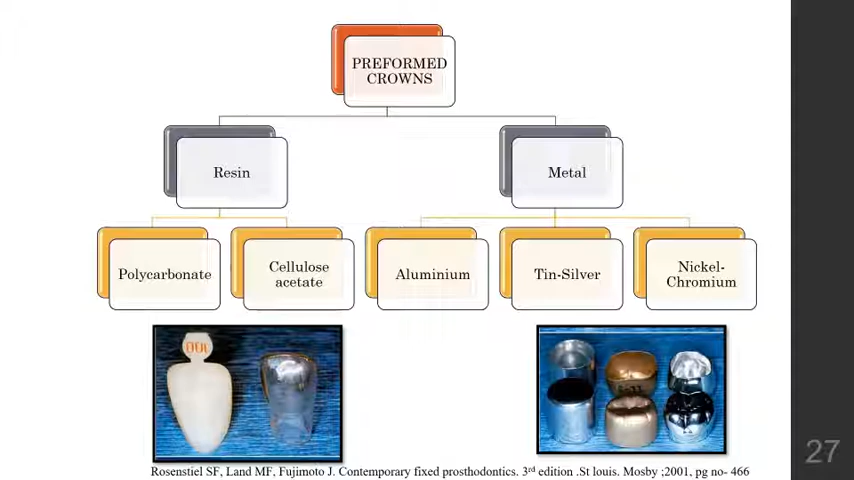 PREFORMED
CROWNS
Resin
Metal
Polycarbonate
Cellulose
acetate
Aluminium
Tin-Silver
Nickel-
Chromium
Rosenstiel SF, Land MF, Fujimoto J. Contemporary fixed prosthodontics. 3rd edition .St louis. Mosby ;2001, pg no- 466
27